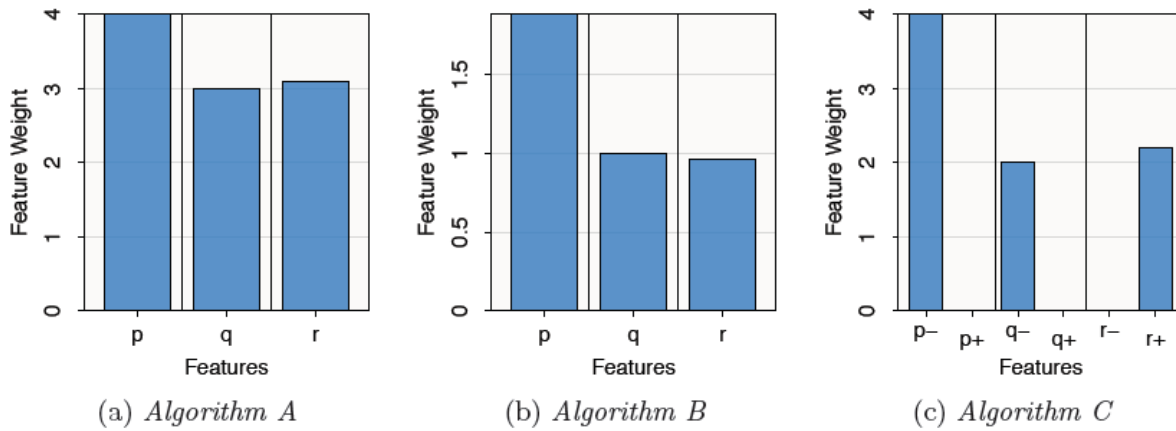 Feature Weight
4
3
2
1
0
p q r
Features
(a) Algorithm A
Feature Weight
1.5
1
0.5
0
p q r
Features
(b) Algorithm B
Feature Weight
4
3
2
1
0
p− p+ q− q+ r− r+
Features
(c) Algorithm C